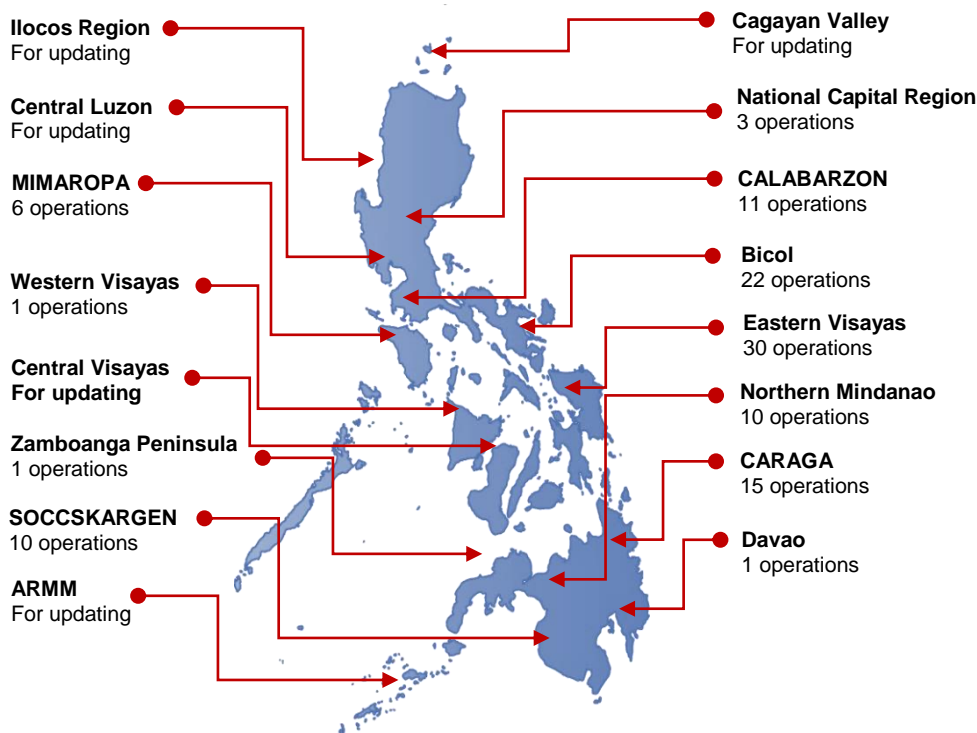 Ilocos Region
For updating
Central Luzon
For updating
MIMAROPA
6 operations
Western Visayas
1 operations
Central Visayas
For updating
Zamboanga Peninsula
1 operations
SOCCSKARGEN
10 operations
ARMM
For updating
Cagayan Valley
For updating
National Capital Region
3 operations
CALABARZON
11 operations
Bicol
22 operations
Eastern Visayas
30 operations
Northern Mindanao
10 operations
CARAGA
15 operations
Davao
1 operations